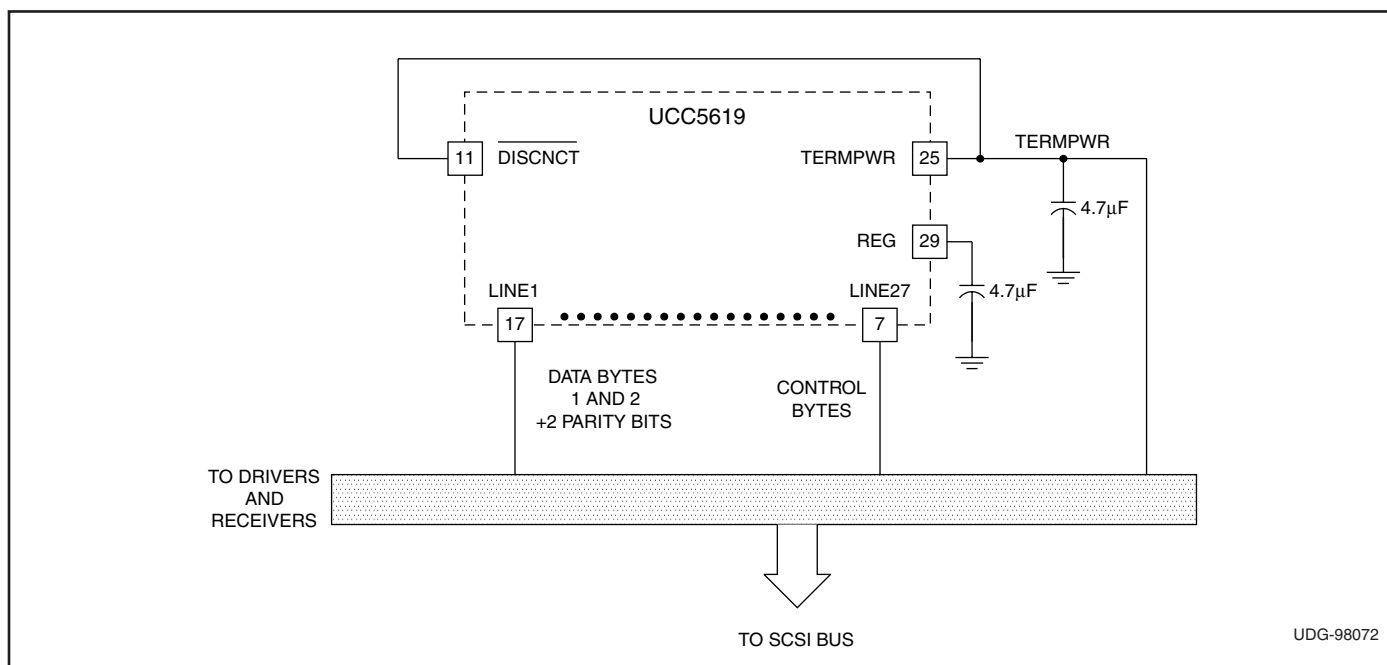 UCC5619
11
DISCNCT
TERMPWR
25
TERMPWR
4.7µF
REG
29
4.7µF
LINE1
LINE27
17
7
DATA BYTES
1 AND 2
+2 PARITY BITS
CONTROL
BYTES
TO DRIVERS
AND
RECEIVERS
TO SCSI BUS
UDG-98072